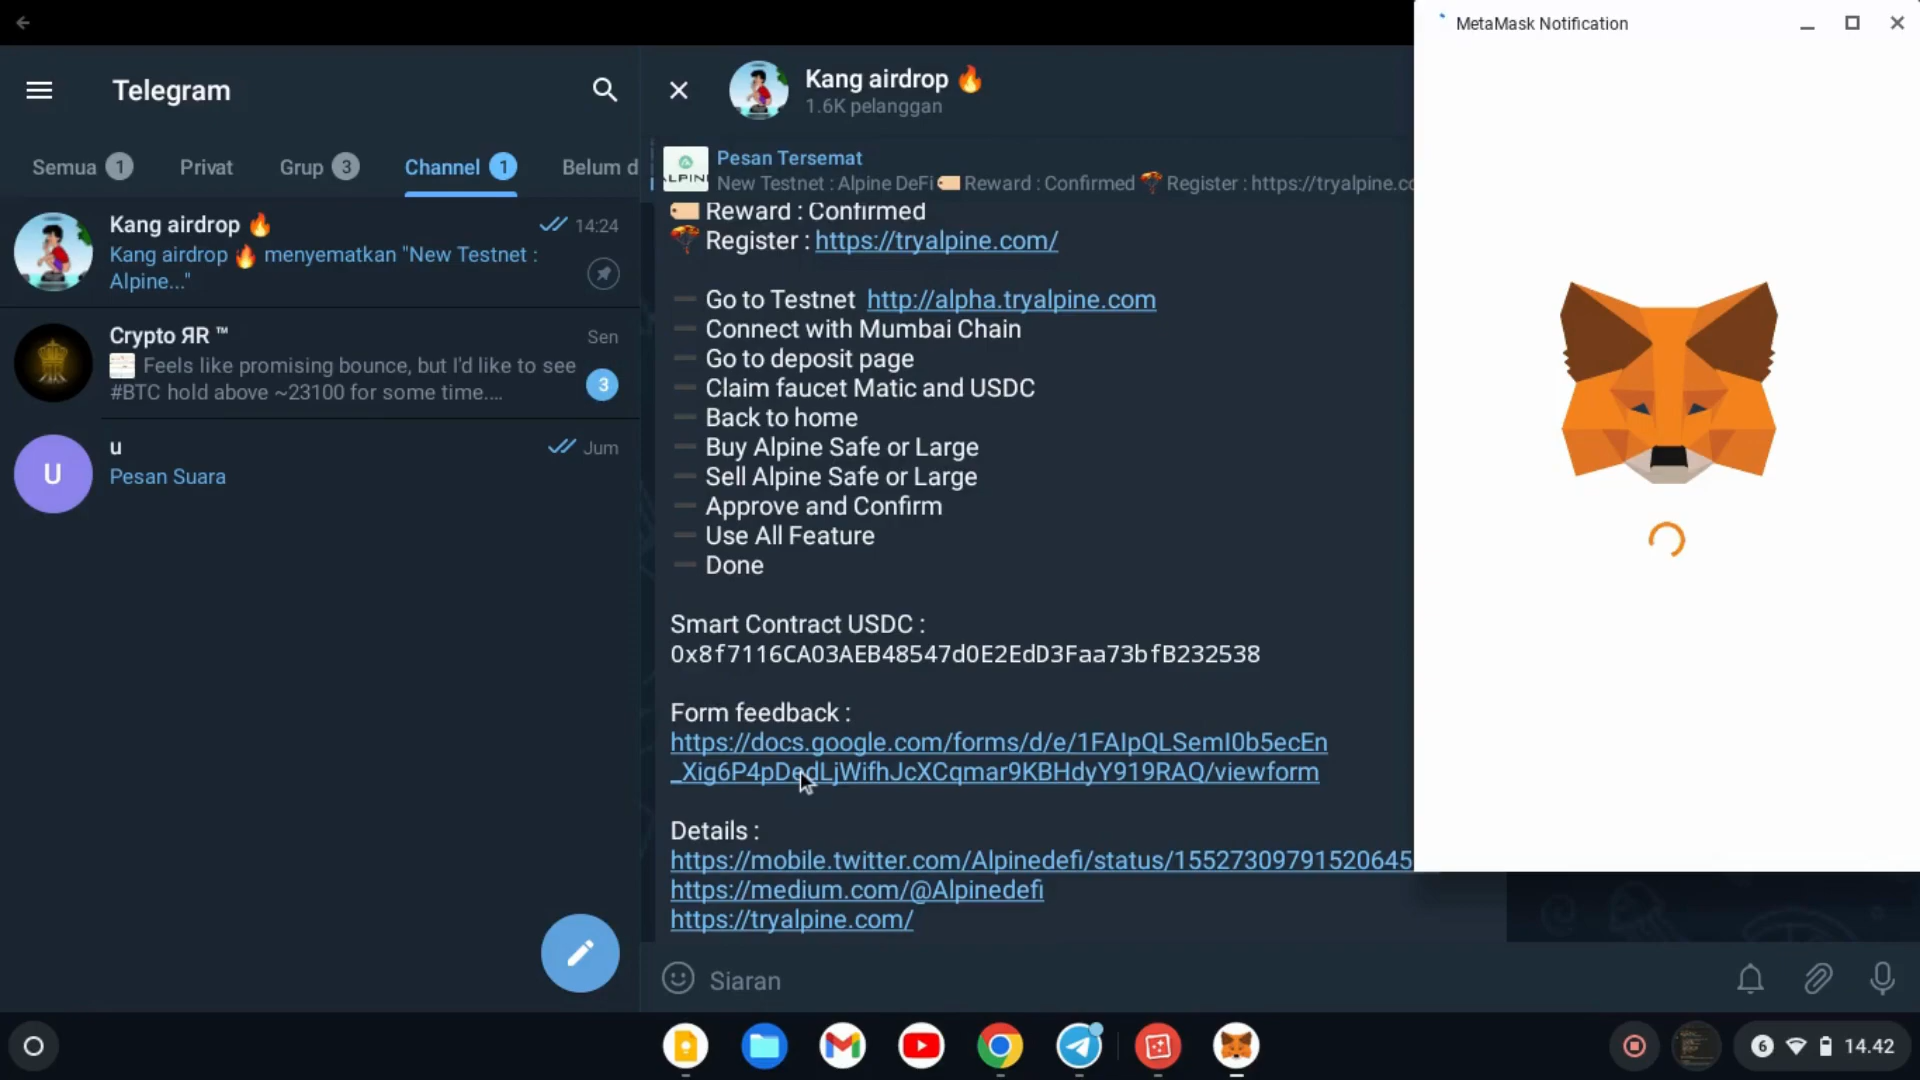 Telegram
Semua 1
Privat
Grup 3
Channel 1
Belum d
Kang airdrop 🔥 14:24
Kang airdrop 🔥 menyematkan "New Testnet :
Alpine..."
Crypto ЯR ™ Sen
Feels like promising bounce, but I'd like to see
#BTC hold above ~23100 for some time.... 3
u Jum
U
Pesan Suara
Kang airdrop 🔥
1.6K pelanggan
ALPINE
Pesan Tersemat
New Testnet : Alpine DeFi 🏷️ Reward : Confirmed 🪂 Register : https://tryalpine.co
🏷️ Reward : Confirmed
🪂 Register : https://tryalpine.com/
➖ Go to Testnet http://alpha.tryalpine.com
➖ Connect with Mumbai Chain
➖ Go to deposit page
➖ Claim faucet Matic and USDC
➖ Back to home
➖ Buy Alpine Safe or Large
➖ Sell Alpine Safe or Large
➖ Approve and Confirm
➖ Use All Feature
➖ Done
Smart Contract USDC :
0x8f7116CA03AEB48547d0E2EdD3Faa73bfB232538
Form feedback :
https://docs.google.com/forms/d/e/1FAIpQLSemI0b5ecEn
_Xig6P4pDedLjWifhJcXCqmar9KBHdyY919RAQ/viewform
Details :
https://mobile.twitter.com/Alpinedefi/status/15527309791520645
https://medium.com/@Alpinedefi
https://tryalpine.com/
Siaran
MetaMask Notification
6 14.42